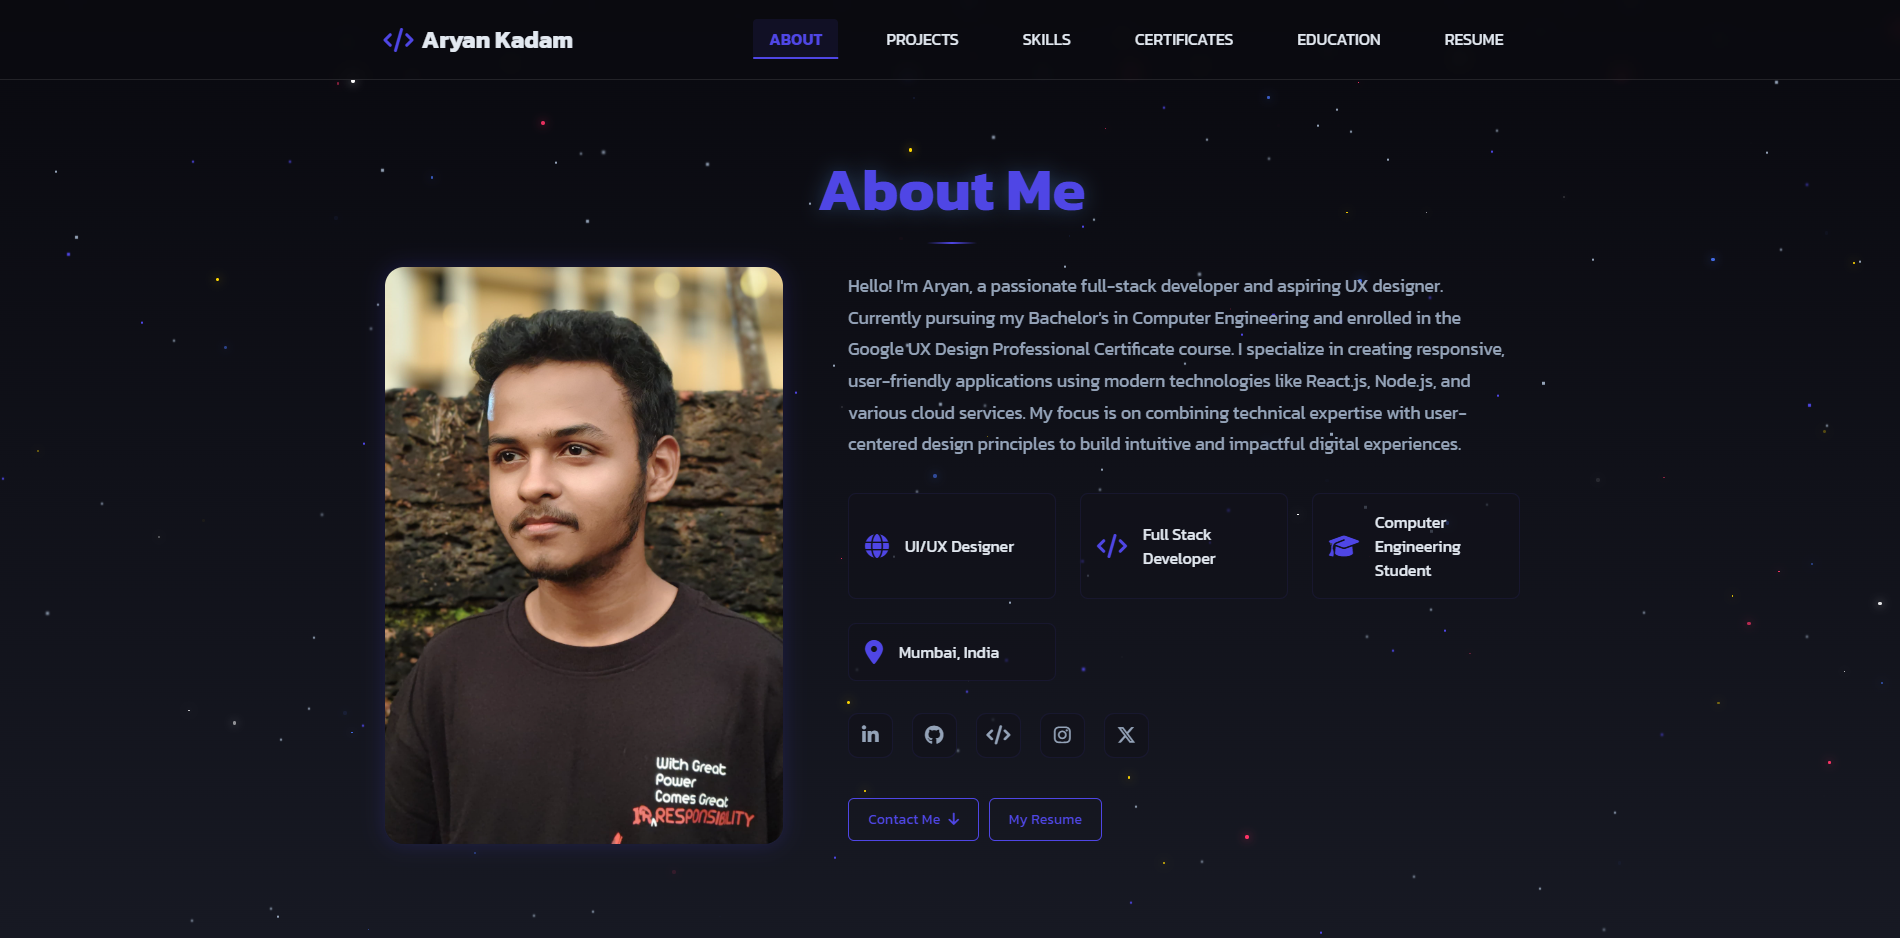 Aryan Kadam
ABOUT
PROJECTS
SKILLS
CERTIFICATES
EDUCATION
RESUME
About Me
Hello! I'm Aryan, a passionate full-stack developer and aspiring UX designer.
Currently pursuing my Bachelor's in Computer Engineering and enrolled in the
Google UX Design Professional Certificate course. I specialize in creating responsive,
user-friendly applications using modern technologies like React.js, Node.js, and
various cloud services. My focus is on combining technical expertise with user-
centered design principles to build intuitive and impactful digital experiences.
UI/UX Designer
Full Stack
Developer
Computer
Engineering
Student
Mumbai, India
With Great
Power
Comes Great
IRRESPONSIBILITY
Contact Me
My Resume